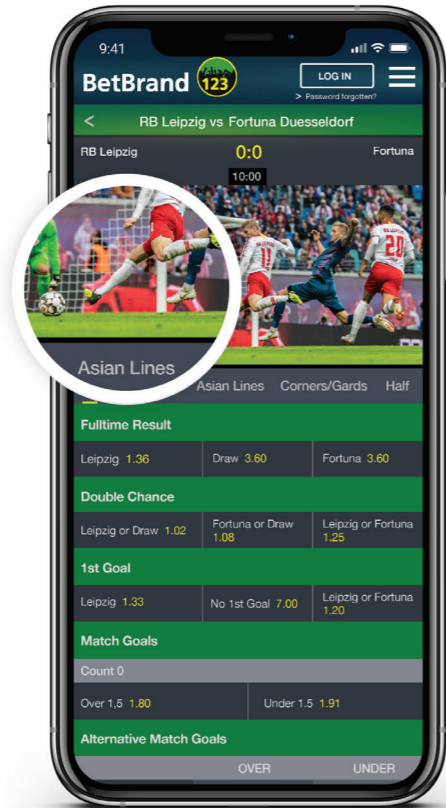 9:41
BetBrand 123
LOG IN
> Password forgotten?
< RB Leipzig vs Fortuna Duesseldorf
RB Leipzig 0:0 Fortuna
10:00
11
20
Asian Lines
Asian Lines Corners/Gards Half
Fulltime Result
Leipzig 1.36 Draw 3.60 Fortuna 3.60
Double Chance
Leipzig or Draw 1.02 Fortuna or Draw 1.08 Leipzig or Fortuna 1.25
1st Goal
Leipzig 1.33 No 1st Goal 7.00 Leipzig or Fortuna 1.20
Match Goals
Count 0
Over 1,5 1.80 Under 1.5 1.91
Alternative Match Goals
OVER UNDER